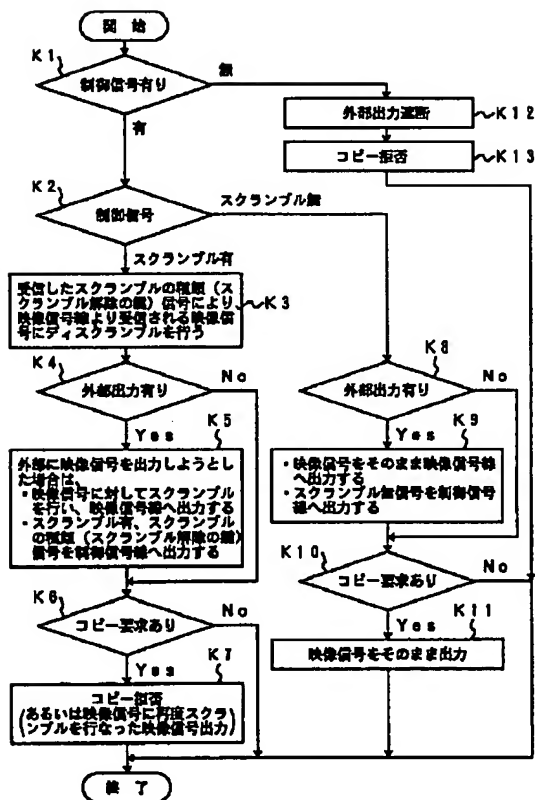 開 始
K1
制御信号有り
無
有
外部出力遮断
K12
コピー拒否
K13
K2
制御信号
スクランブル無
スクランブル有
受信したスクランブルの種類（ス
クランブル解除の鍵）信号により
映像信号線より受信される映像信
号にディスクランブルを行う
K3
K4
外部出力有り
No
Yes
K5
外部に映像信号を出力しようとし
た場合は、
・映像信号に対してスクランブル
を行い、映像信号線へ出力する
・スクランブル有、スクランブル
の種類（スクランブル解除の鍵）
信号を制御信号線へ出力する
K8
外部出力有り
No
Yes
K9
・映像信号をそのまま映像信号線
へ出力する
・スクランブル無信号を制御信号
線へ出力する
K6
コピー要求あり
No
Yes
K7
コピー拒否
(あるいは映像信号に再度スクラ
ンブルを行なった映像信号出力)
K10
コピー要求あり
No
Yes
K11
映像信号をそのまま出力
終 了